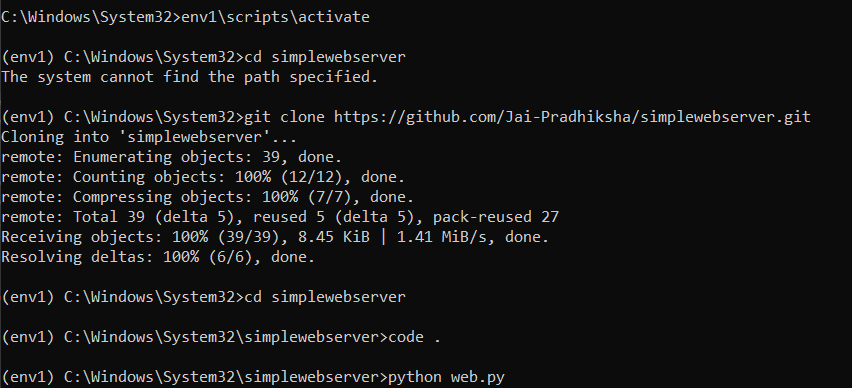 C:\Windows\System32>env1\scripts\activate
(env1) C:\Windows\System32>cd simplewebserver
The system cannot find the path specified.
(env1) C:\Windows\System32>git clone https://github.com/Jai-Pradhiksha/simplewebserver.git
Cloning into 'simplewebserver'...
remote: Enumerating objects: 39, done.
remote: Counting objects: 100% (12/12), done.
remote: Compressing objects: 100% (7/7), done.
remote: Total 39 (delta 5), reused 5 (delta 5), pack-reused 27
Receiving objects: 100% (39/39), 8.45 KiB | 1.41 MiB/s, done.
Resolving deltas: 100% (6/6), done.
(env1) C:\Windows\System32>cd simplewebserver
(env1) C:\Windows\System32\simplewebserver>code .
(env1) C:\Windows\System32\simplewebserver>python web.py